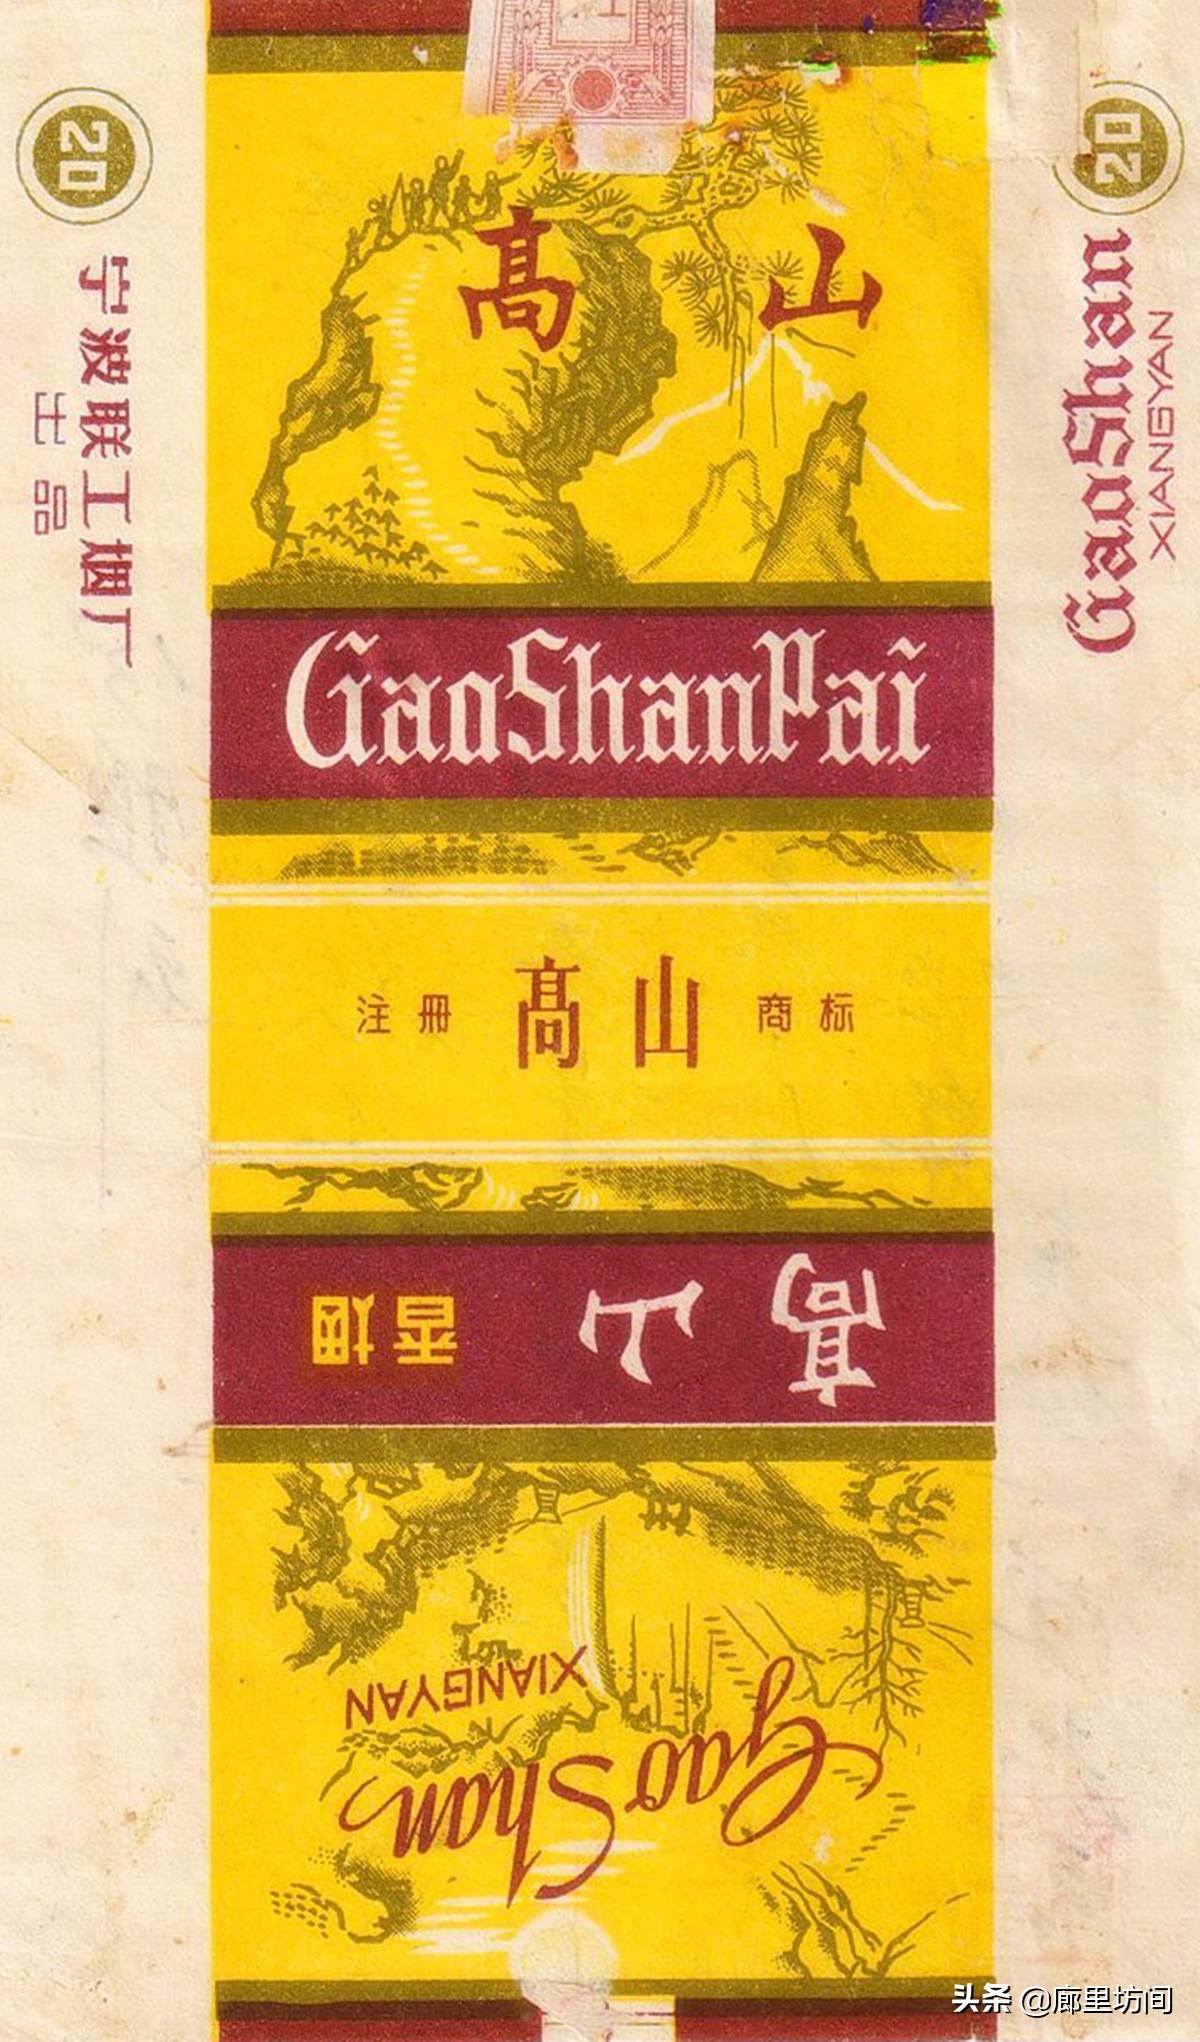 20
宁波联工烟厂
出品
高山
GaoShanPai
注册 高山 商标
高山 香烟
Gao Shan
XIANGYAN
20
GaoShan
XIANGYAN
头条 @廊里坊间